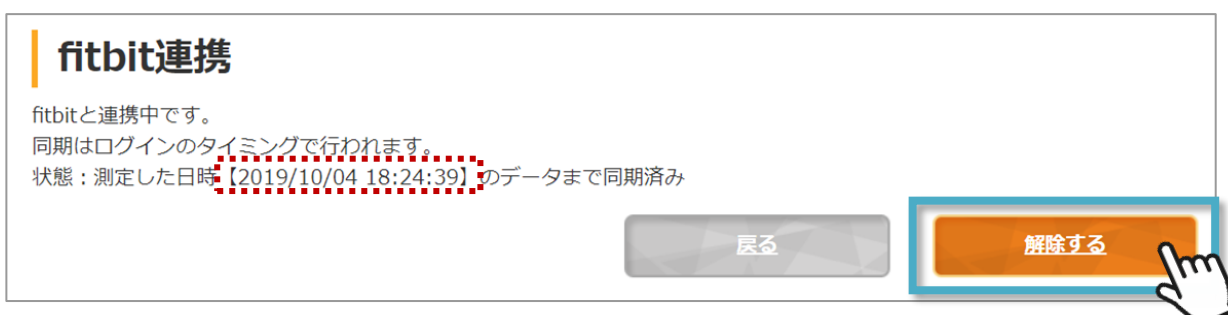 fitbit連携
fitbitと連携中です。
同期はログインのタイミングで行われます。
状態：測定した日時【2019/10/04 18:24:39】のデータまで同期済み
戻る
解除する